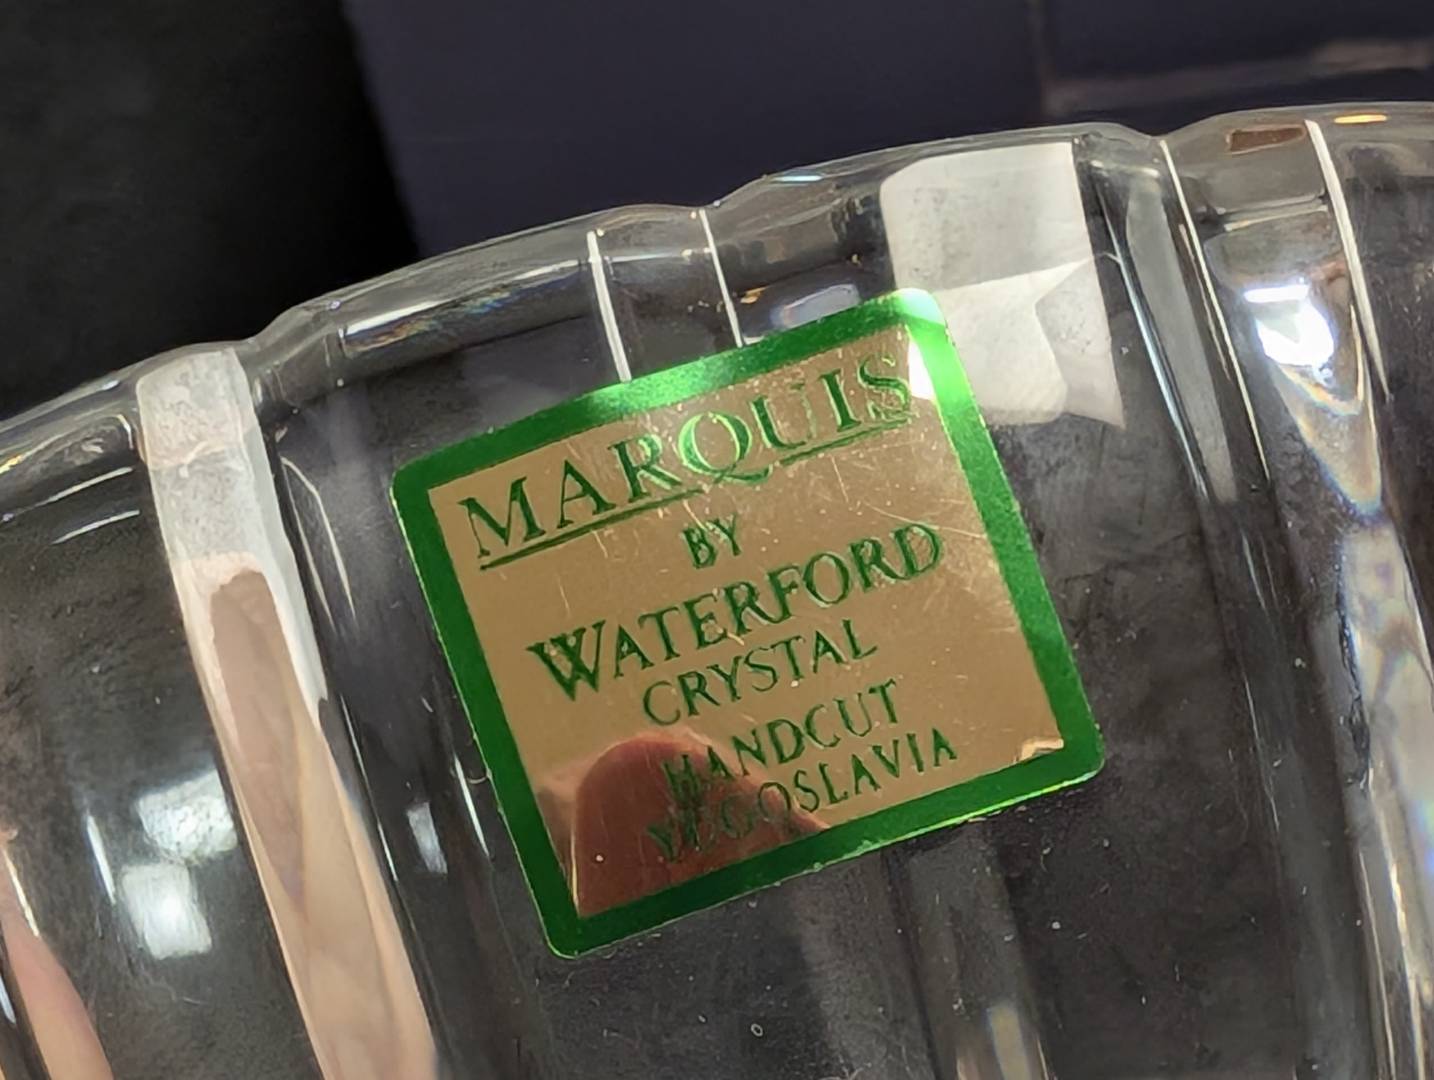 MARQUIS
BY
WATERFORD
CRYSTAL
HANDCUT
YUGOSLAVIA